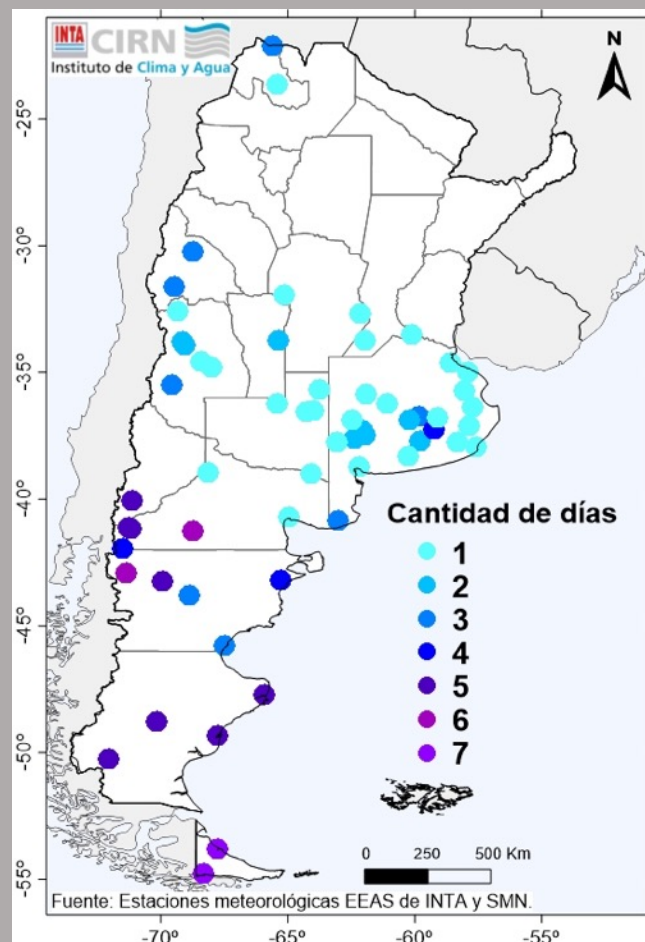 INTA CIRN
Instituto de Clima y Agua
N
-25°
-30°
-35°
-40°
-45°
-50°
-55°
Cantidad de días
1
2
3
4
5
6
7
0 250 500 Km
Fuente: Estaciones meteorológicas EEAS de INTA y SMN.
-70° -65° -60° -55°